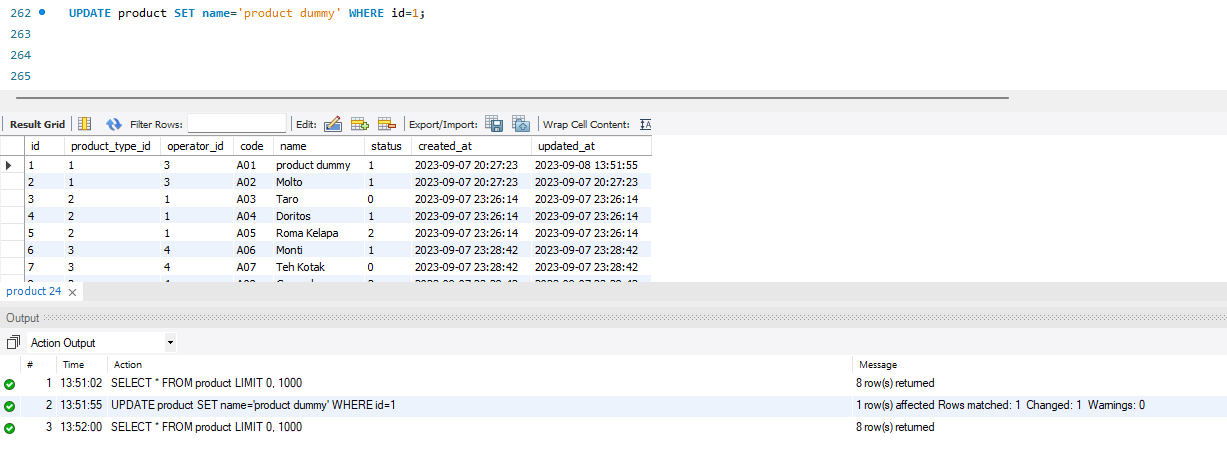 262 UPDATE product SET name='product dummy' WHERE id=1;
263
264
265
Result Grid Filter Rows: Edit: Export/Import: Wrap Cell Content: IA
id product_type_id operator_id code name status created_at updated_at
1 1 3 A01 product dummy 1 2023-09-07 20:27:23 2023-09-08 13:51:55
2 1 3 A02 Molto 1 2023-09-07 20:27:23 2023-09-07 20:27:23
3 2 1 A03 Taro 0 2023-09-07 23:26:14 2023-09-07 23:26:14
4 2 1 A04 Doritos 1 2023-09-07 23:26:14 2023-09-07 23:26:14
5 2 1 A05 Roma Kelapa 2 2023-09-07 23:26:14 2023-09-07 23:26:14
6 3 4 A06 Monti 1 2023-09-07 23:28:42 2023-09-07 23:28:42
7 3 4 A07 Teh Kotak 0 2023-09-07 23:28:42 2023-09-07 23:28:42
product 24
Output
Action Output
# Time Action Message
1 13:51:02 SELECT * FROM product LIMIT 0, 1000 8 row(s) returned
2 13:51:55 UPDATE product SET name='product dummy' WHERE id=1 1 row(s) affected Rows matched: 1 Changed: 1 Warnings: 0
3 13:52:00 SELECT * FROM product LIMIT 0, 1000 8 row(s) returned